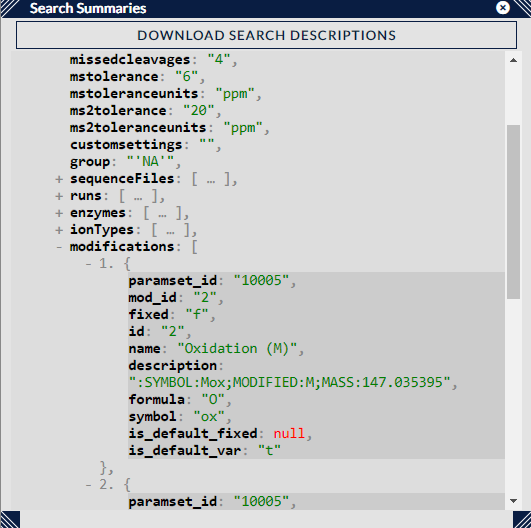 Search Summaries
DOWNLOAD SEARCH DESCRIPTIONS
missedcleavages: "4",
mstolerance: "6",
mstoleranceunits: "ppm",
ms2tolerance: "20",
ms2toleranceunits: "ppm",
customsettings: "",
group: "'NA'",
+ sequenceFiles: [ … ],
+ runs: [ … ],
+ enzymes: [ … ],
+ ionTypes: [ … ],
- modifications: [
- 1. {
paramset_id: "10005",
mod_id: "2",
fixed: "f",
id: "2",
name: "Oxidation (M)",
description:
":SYMBOL:Mox;MODIFIED:M;MASS:147.035395",
formula: "O",
symbol: "ox",
is_default_fixed: null,
is_default_var: "t"
},
- 2. {
paramset_id: "10005",